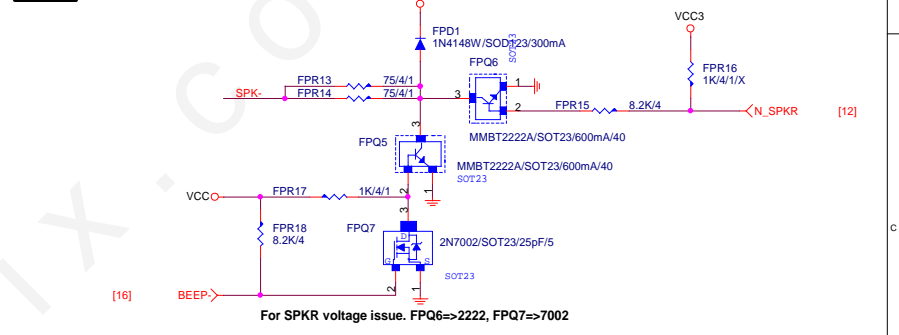 FPD1
1N4148W/SOD123/300mA
SOT23
VCC3
FPQ6
FPR16
1K/4/1/X
FPR13
75/4/1
SPK-
FPR14
75/4/1
3
1
2
FPR15
8.2K/4
N_SPKR
[12]
MMBT2222A/SOT23/600mA/40
3
FPQ5
MMBT2222A/SOT23/600mA/40
SOT23
2
1
VCC
FPR17
1K/4/1
3
FPR18
8.2K/4
FPQ7
D
G
S
2N7002/SOT23/25pF/5
SOT23
2
1
[16]
BEEP-
C
For SPKR voltage issue. FPQ6=>2222, FPQ7=>7002